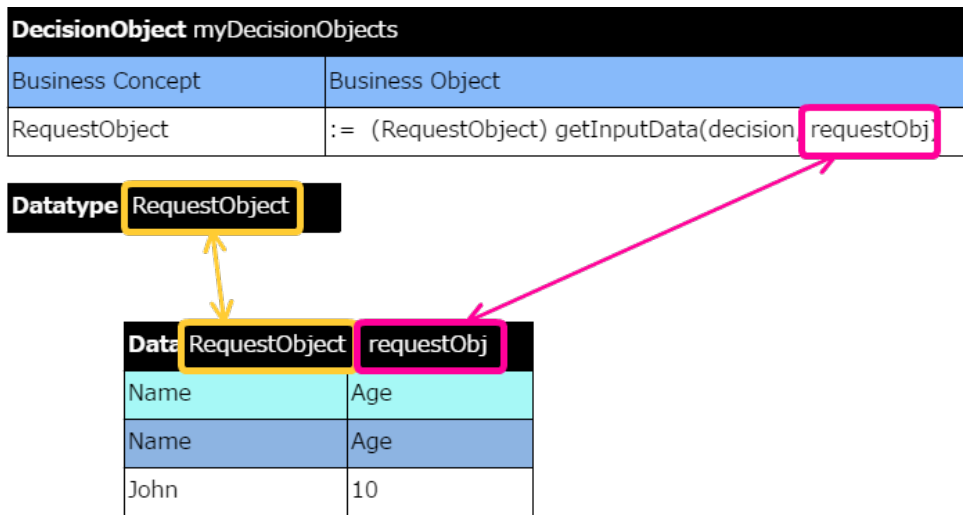 DecisionObject myDecisionObjects
Business Concept Business Object
RequestObject := (RequestObject) getInputData(decision, requestObj)
Datatype RequestObject
Data RequestObject requestObj
Name Age
Name Age
John 10